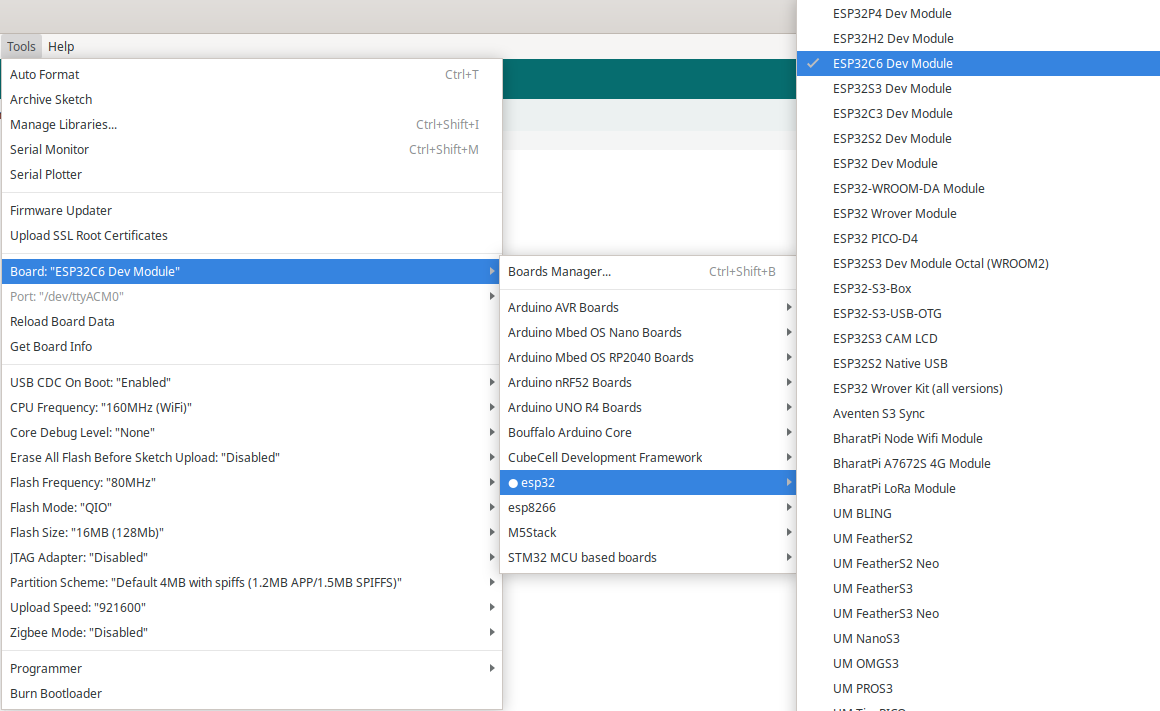 Tools Help
Auto Format Ctrl+T
Archive Sketch
Manage Libraries... Ctrl+Shift+I
Serial Monitor Ctrl+Shift+M
Serial Plotter
Firmware Updater
Upload SSL Root Certificates
Board: "ESP32C6 Dev Module"
Port: "/dev/ttyACM0"
Reload Board Data
Get Board Info
USB CDC On Boot: "Enabled"
CPU Frequency: "160MHz (WiFi)"
Core Debug Level: "None"
Erase All Flash Before Sketch Upload: "Disabled"
Flash Frequency: "80MHz"
Flash Mode: "QIO"
Flash Size: "16MB (128Mb)"
JTAG Adapter: "Disabled"
Partition Scheme: "Default 4MB with spiffs (1.2MB APP/1.5MB SPIFFS)"
Upload Speed: "921600"
Zigbee Mode: "Disabled"
Programmer
Burn Bootloader
Boards Manager... Ctrl+Shift+B
Arduino AVR Boards
Arduino Mbed OS Nano Boards
Arduino Mbed OS RP2040 Boards
Arduino nRF52 Boards
Arduino UNO R4 Boards
Bouffalo Arduino Core
CubeCell Development Framework
esp32
esp8266
M5Stack
STM32 MCU based boards
ESP32P4 Dev Module
ESP32H2 Dev Module
ESP32C6 Dev Module
ESP32S3 Dev Module
ESP32C3 Dev Module
ESP32S2 Dev Module
ESP32 Dev Module
ESP32-WROOM-DA Module
ESP32 Wrover Module
ESP32 PICO-D4
ESP32S3 Dev Module Octal (WROOM2)
ESP32-S3-Box
ESP32-S3-USB-OTG
ESP32S3 CAM LCD
ESP32S2 Native USB
ESP32 Wrover Kit (all versions)
Aventen S3 Sync
BharatPi Node Wifi Module
BharatPi A7672S 4G Module
BharatPi LoRa Module
UM BLING
UM FeatherS2
UM FeatherS2 Neo
UM FeatherS3
UM FeatherS3 Neo
UM NanoS3
UM OMGS3
UM PROS3